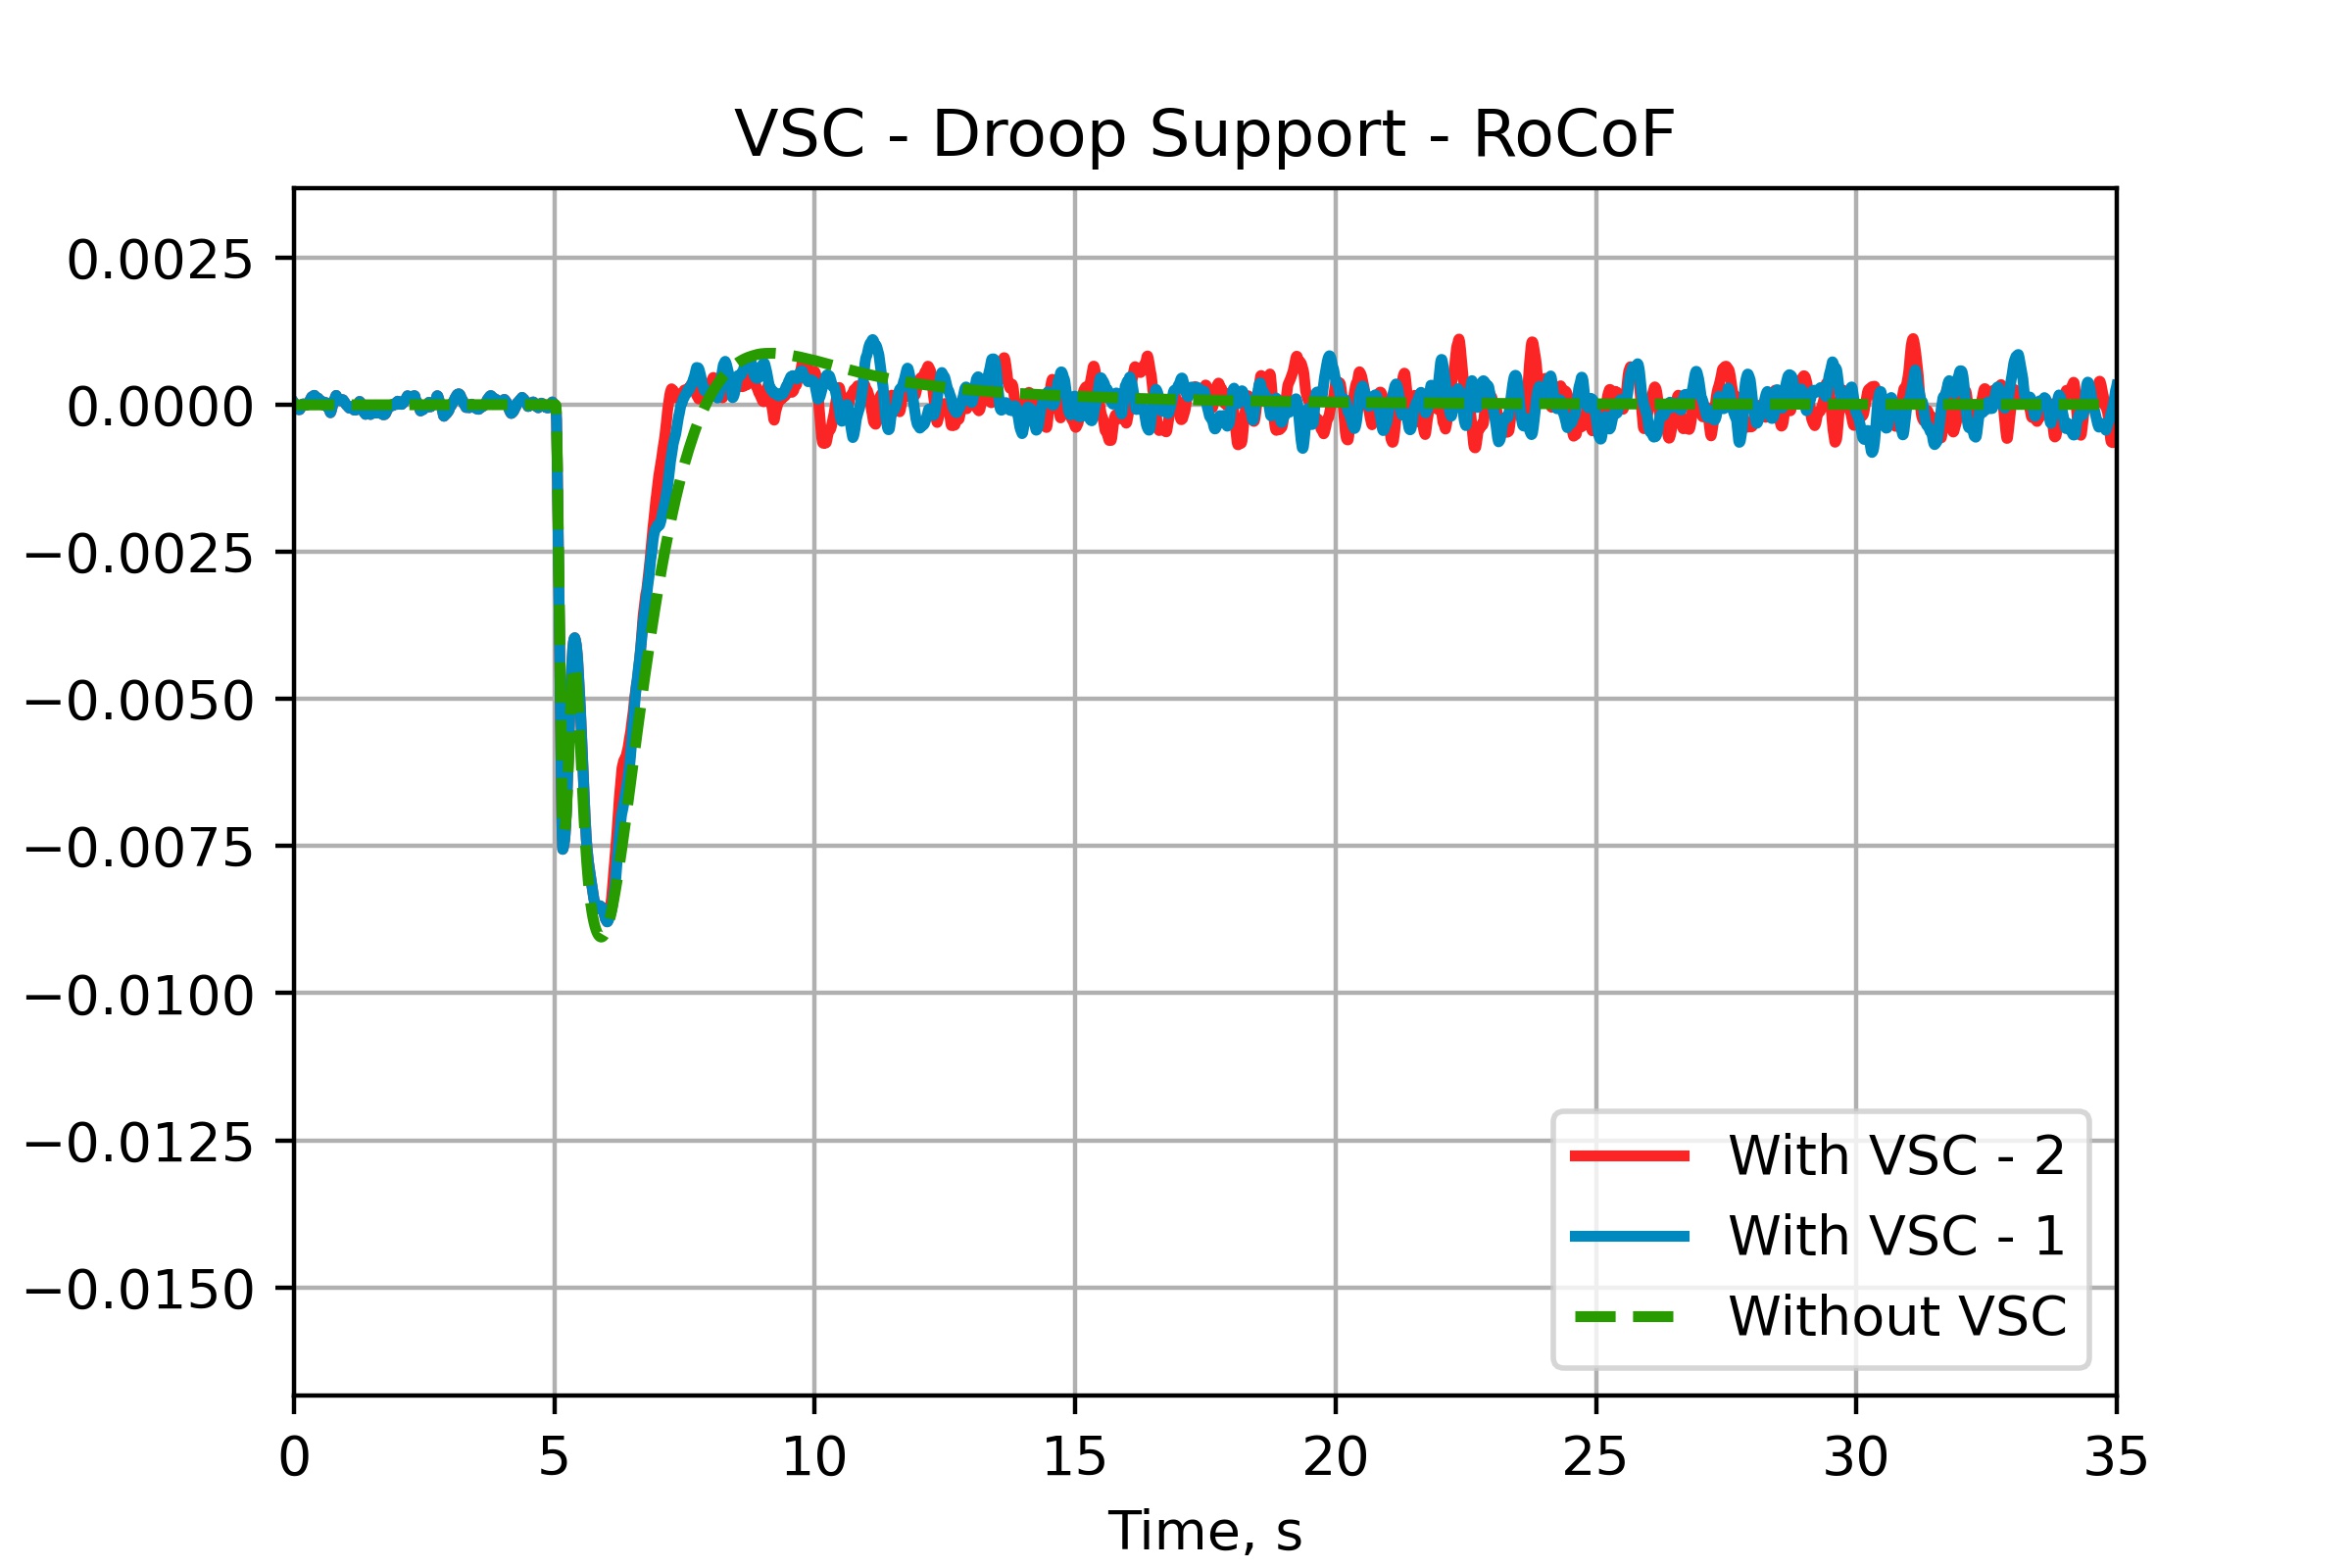 VSC - Droop Support - RoCoF
0.0025
0.0000
−0.0025
−0.0050
−0.0075
−0.0100
−0.0125
−0.0150
With VSC - 2
With VSC - 1
Without VSC
0 5 10 15 20 25 30 35
Time, s